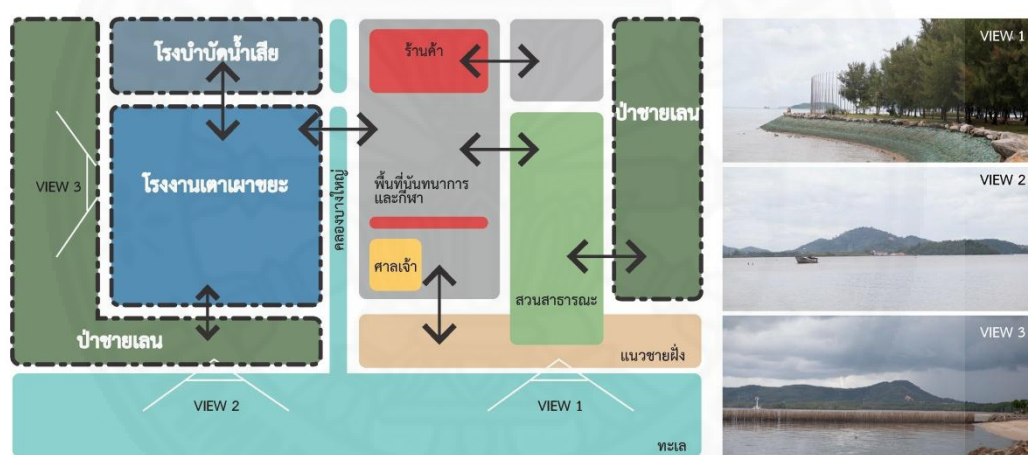 โรงบำบัดน้ำเสีย
ร้านค้า
ป่าชายเลน
VIEW 3
โรงงานเตาเผาขยะ
คลองบางใหญ่
พื้นที่นันทนาการ
และกีฬา
ศาลเจ้า
สวนสาธารณะ
ป่าชายเลน
แนวชายฝั่ง
VIEW 2
VIEW 1
ทะเล
VIEW 1
VIEW 2
VIEW 3